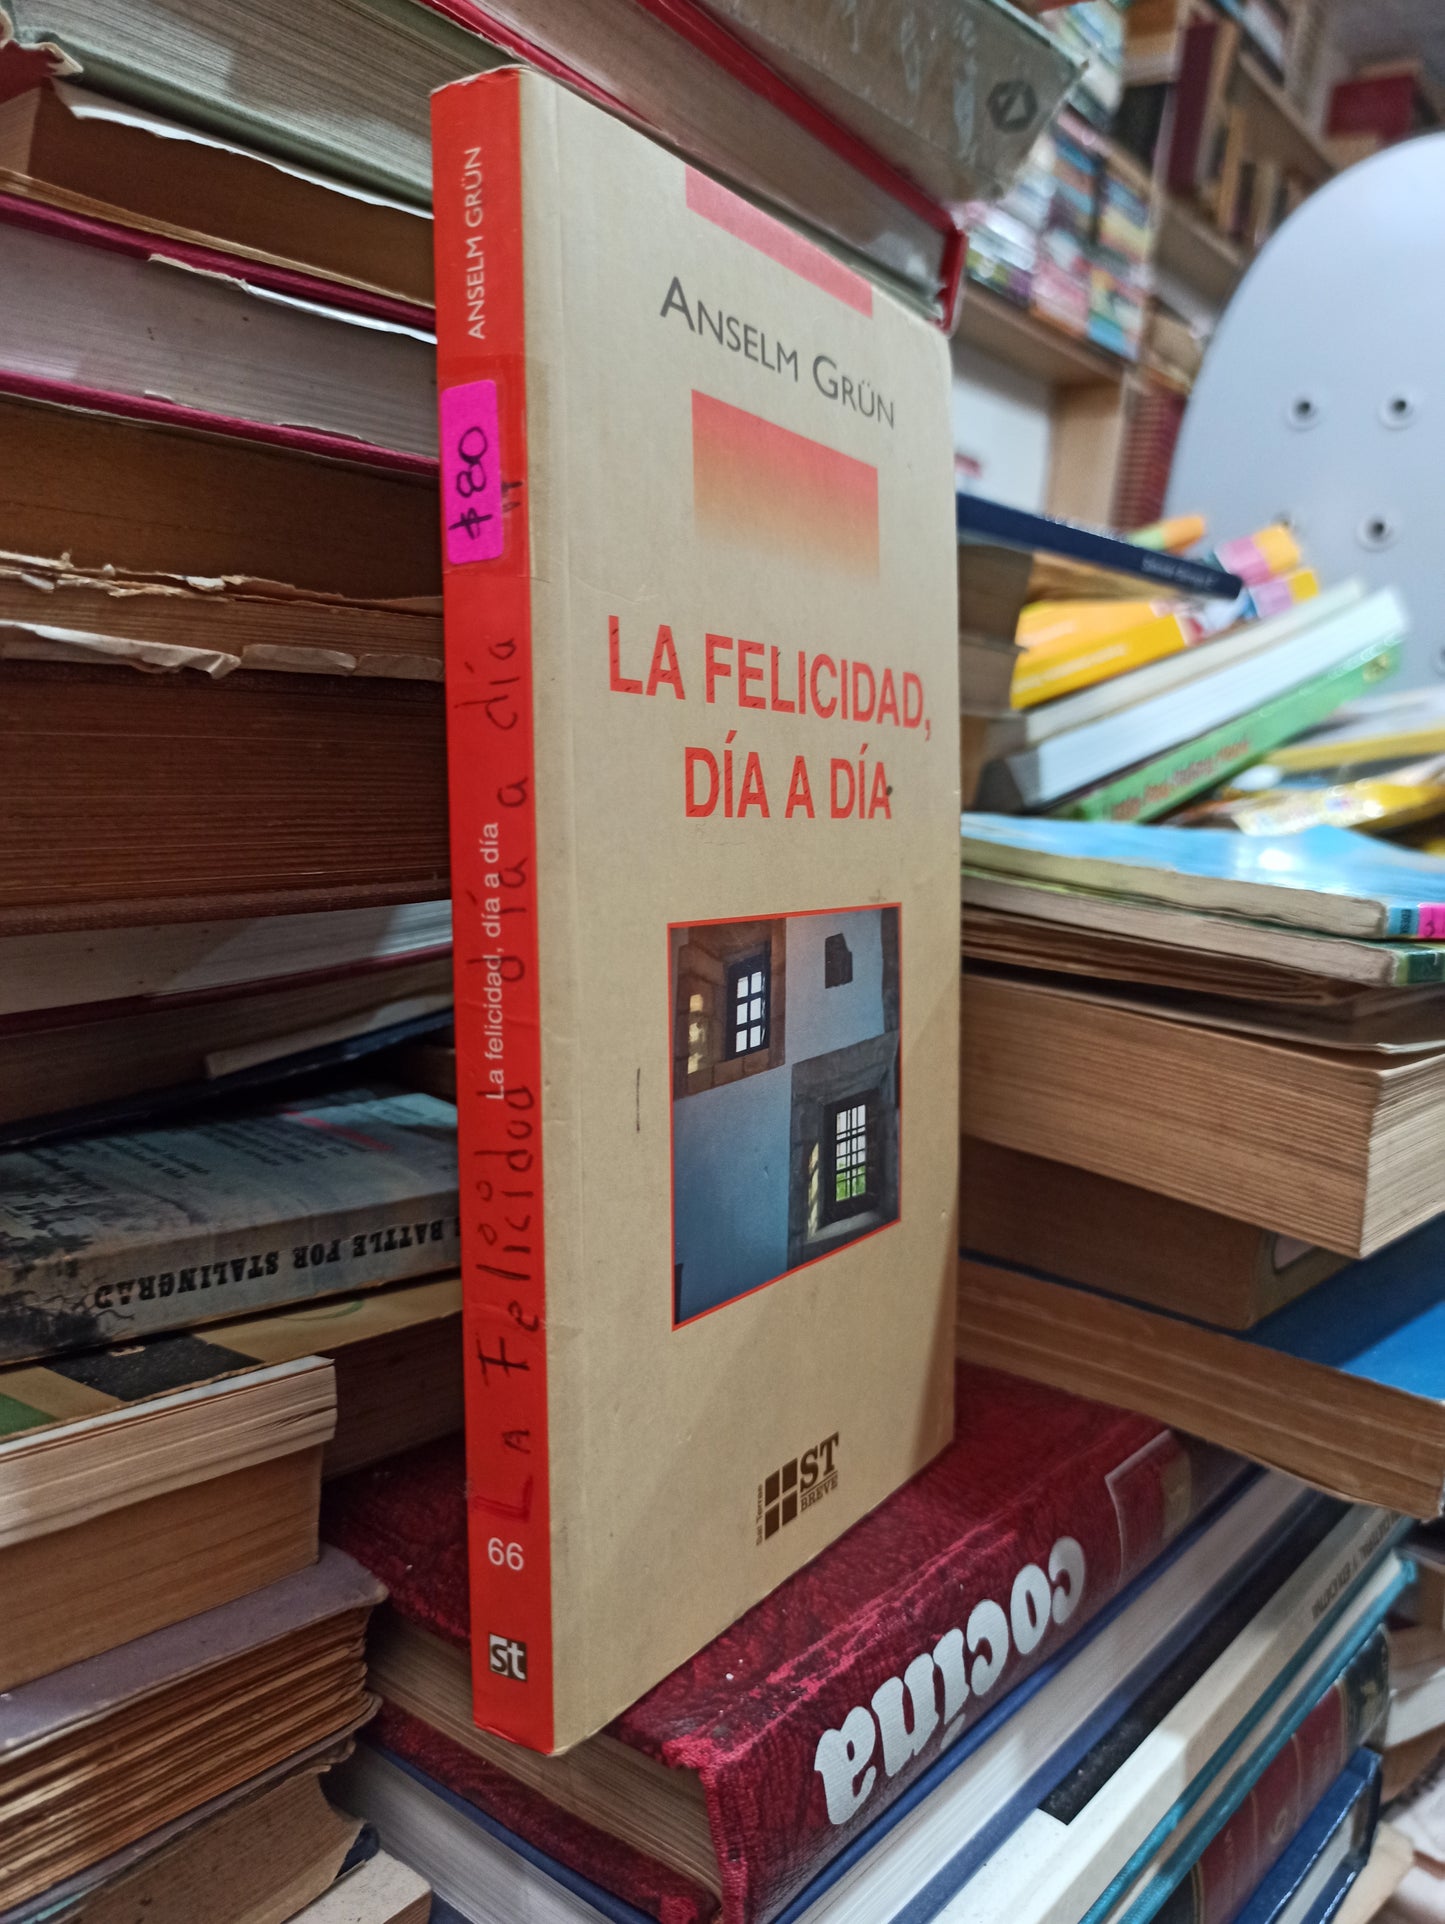 ANSELM GRÜN
$80
La felicidad, día a día
La Felicidad día a día
66
st
ANSELM GRÜN
LA FELICIDAD,
DÍA A DÍA
Sal Terrae
ST
BREVE
BATTLE FOR STALINGRAD
cocina